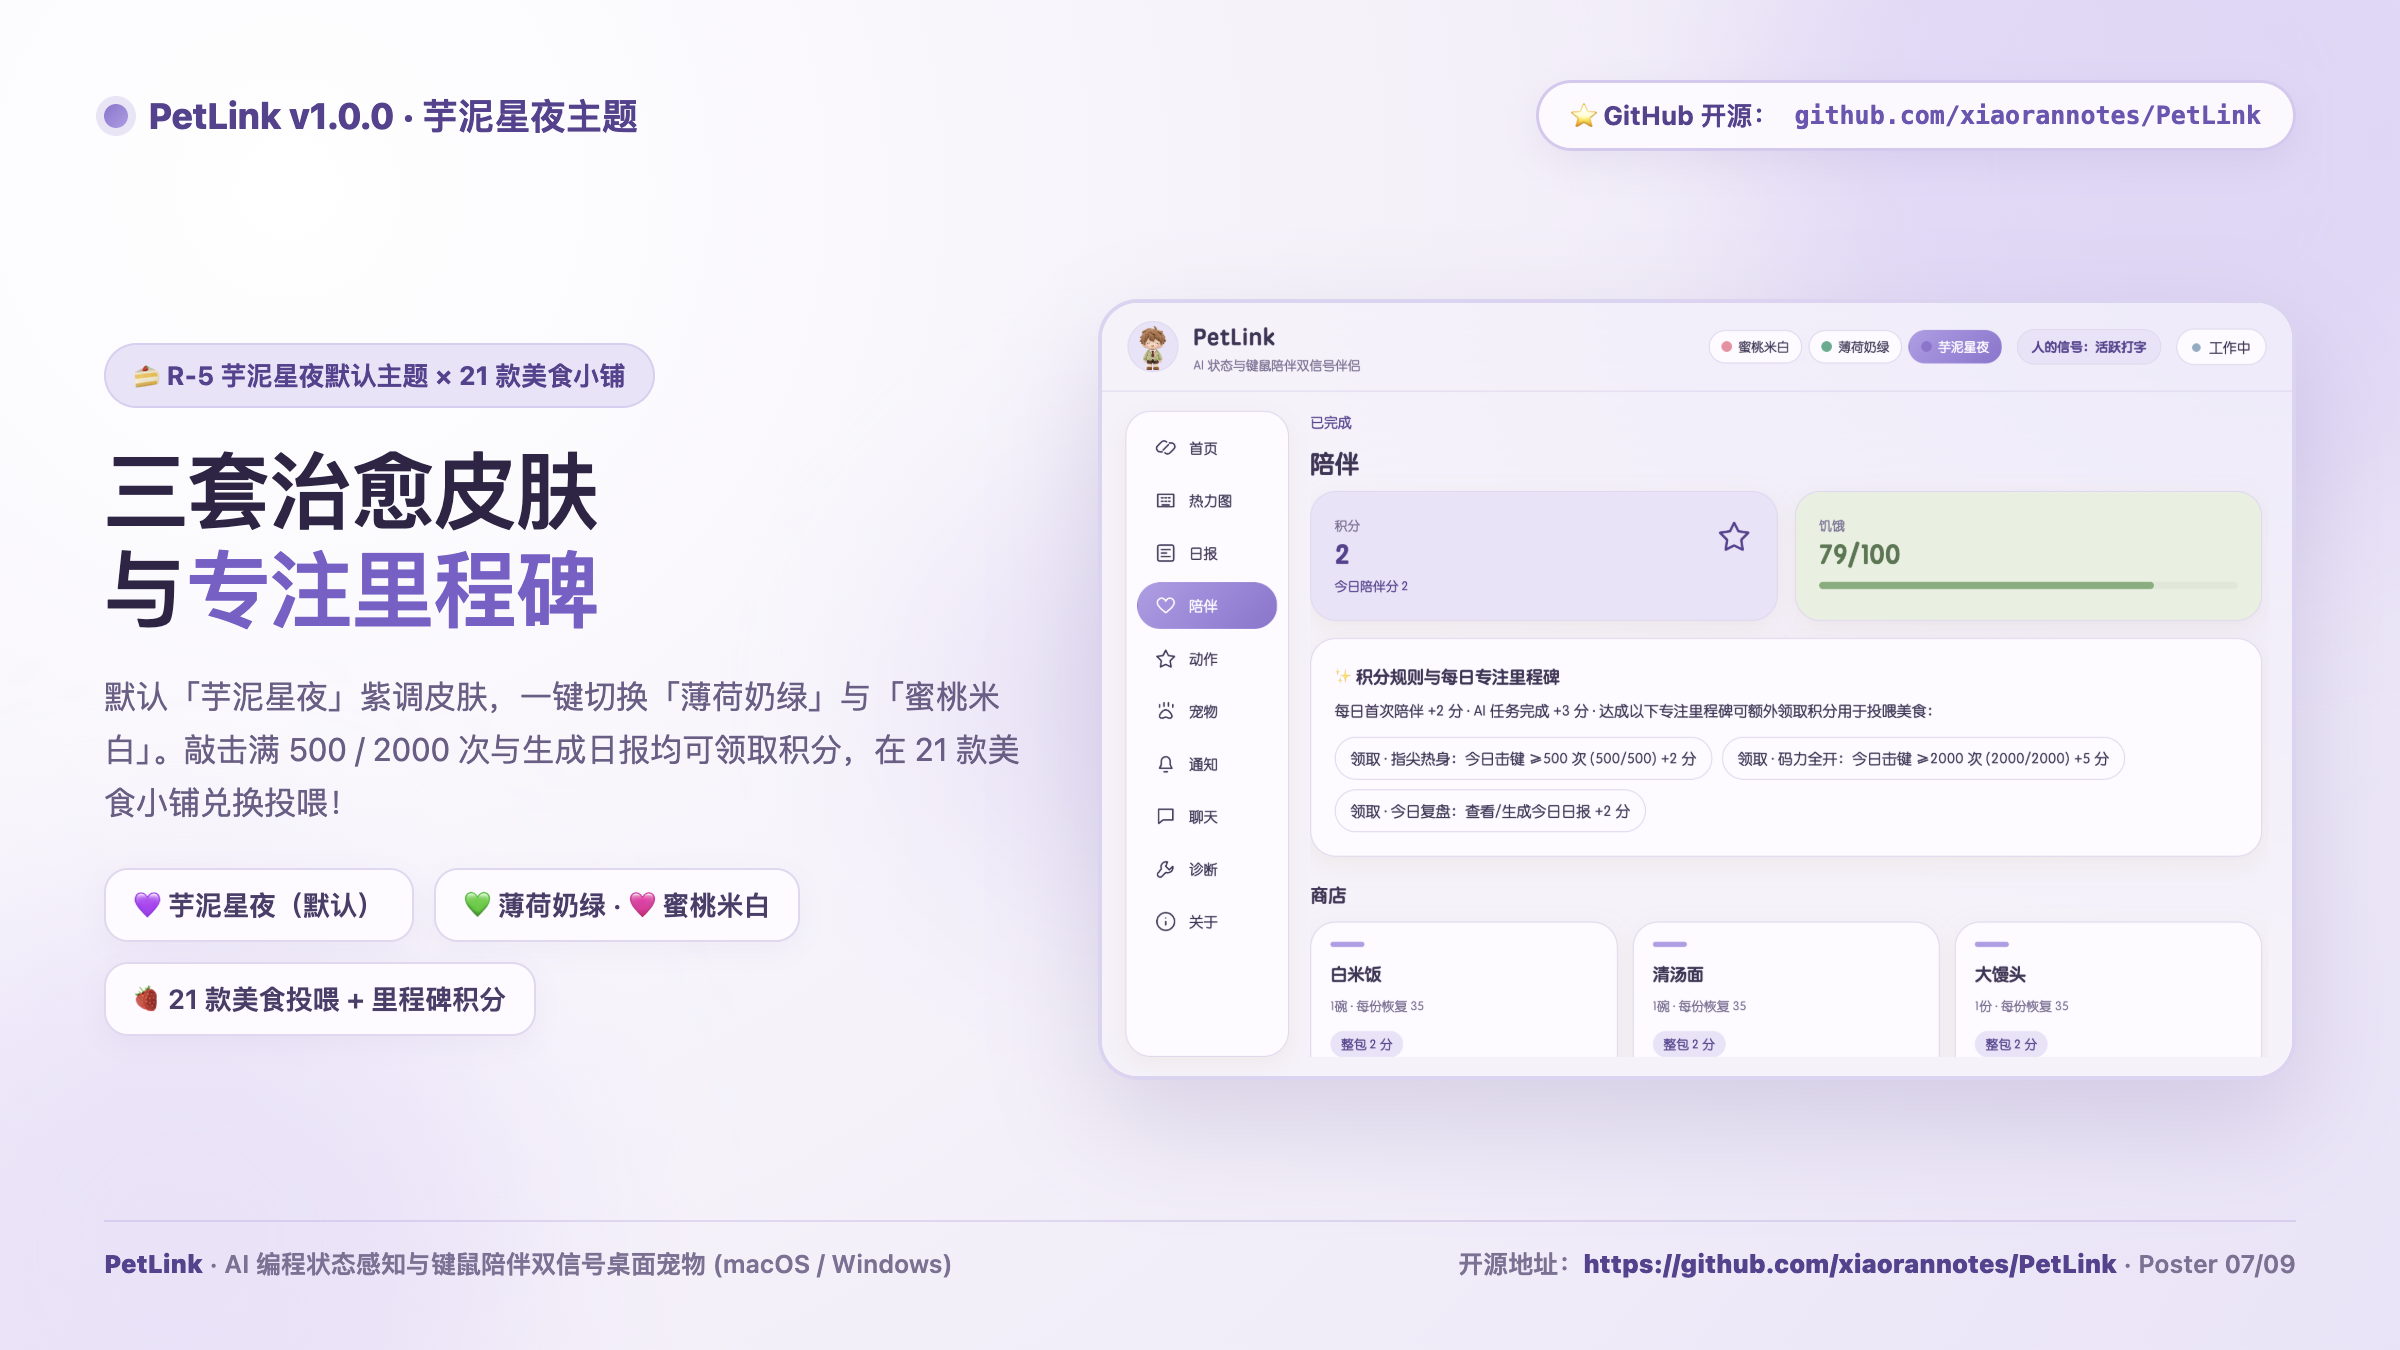 PetLink v1.0.0 · 芋泥星夜主题
⭐ GitHub 开源： github.com/xiaorannotes/PetLink
🍰 R-5 芋泥星夜默认主题 × 21 款美食小铺
三套治愈皮肤
与专注里程碑
默认「芋泥星夜」紫调皮肤，一键切换「薄荷奶绿」与「蜜桃米
白」。敲击满 500 / 2000 次与生成日报均可领取积分，在 21 款美
食小铺兑换投喂！
💜 芋泥星夜（默认）
💚 薄荷奶绿 · 💗 蜜桃米白
🍓 21 款美食投喂 + 里程碑积分
PetLink
AI 状态与键鼠陪伴双信号伴侣
蜜桃米白
薄荷奶绿
芋泥星夜
人的信号：活跃打字
工作中
首页
热力图
日报
陪伴
动作
宠物
通知
聊天
诊断
关于
已完成
陪伴
积分
2
今日陪伴分 2
饥饿
79/100
✨ 积分规则与每日专注里程碑
每日首次陪伴 +2 分 · AI 任务完成 +3 分 · 达成以下专注里程碑可额外领取积分用于投喂美食：
领取 · 指尖热身：今日击键 ≥500 次 (500/500) +2 分
领取 · 码力全开：今日击键 ≥2000 次 (2000/2000) +5 分
领取 · 今日复盘：查看/生成今日日报 +2 分
商店
白米饭
1碗 · 每份恢复 35
整包 2 分
清汤面
1碗 · 每份恢复 35
整包 2 分
大馒头
1份 · 每份恢复 35
整包 2 分
PetLink · AI 编程状态感知与键鼠陪伴双信号桌面宠物 (macOS / Windows)
开源地址：https://github.com/xiaorannotes/PetLink · Poster 07/09